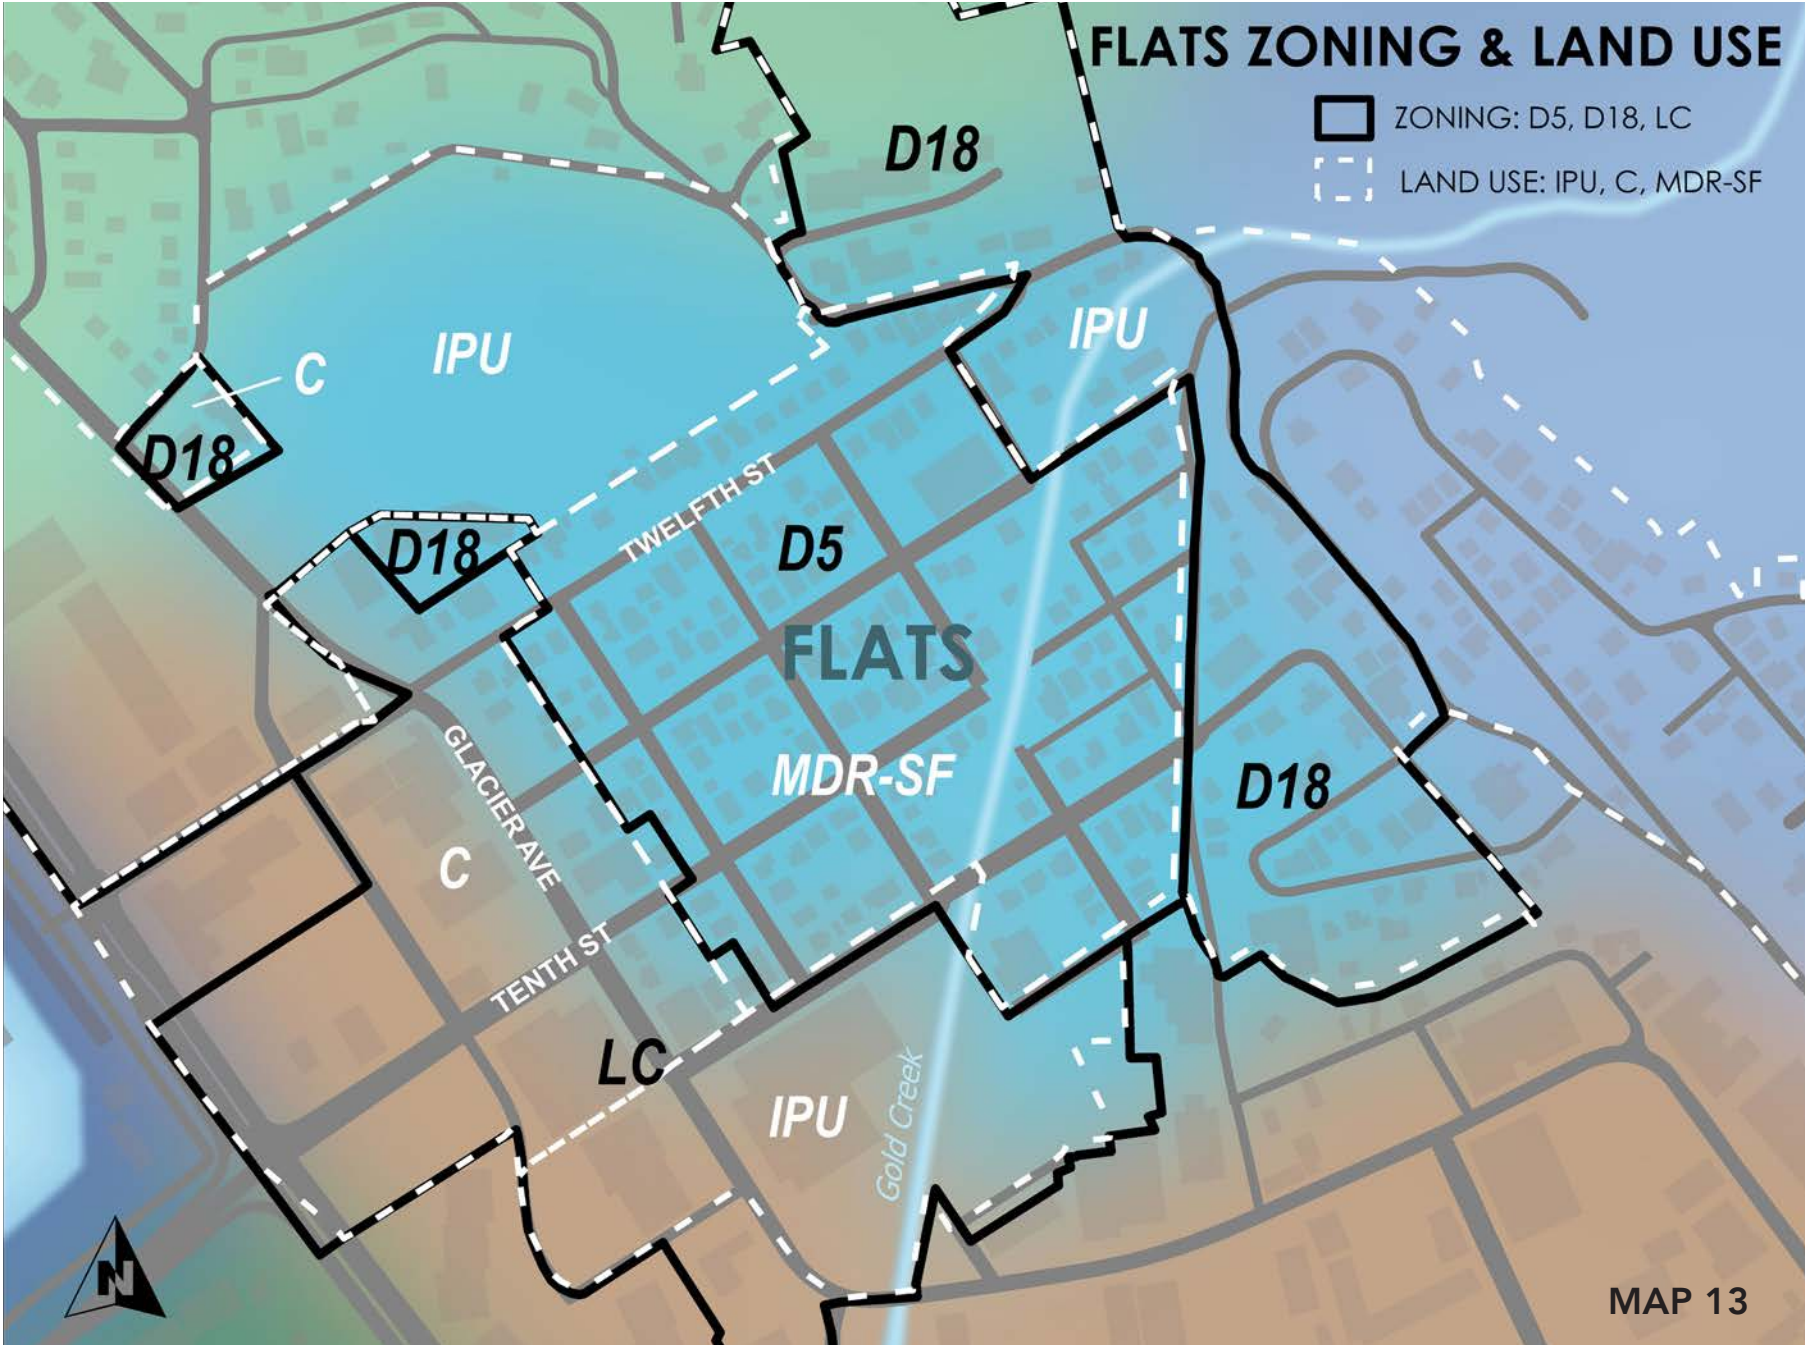 FLATS ZONING & LAND USE
ZONING: D5, D18, LC
LAND USE: IPU, C, MDR-SF
D18
IPU
IPU
C
D18
TWELFTH ST
D18
D5
FLATS
MDR-SF
D18
GLACIER AVE
C
TENTH ST
LC
IPU
Gold Creek
N
MAP 13